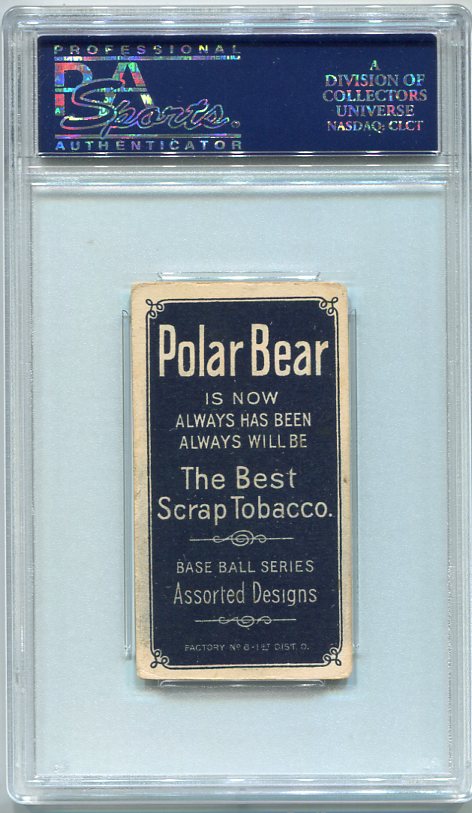 PROFESSIONAL
PSA
Sports.
AUTHENTICATOR
A
DIVISION OF
COLLECTORS
UNIVERSE
NASDAQ: CLCT
Polar Bear
IS NOW
ALWAYS HAS BEEN
ALWAYS WILL BE
The Best
Scrap Tobacco.
BASE BALL SERIES
Assorted Designs
FACTORY Nº 6-1ST DIST. O.